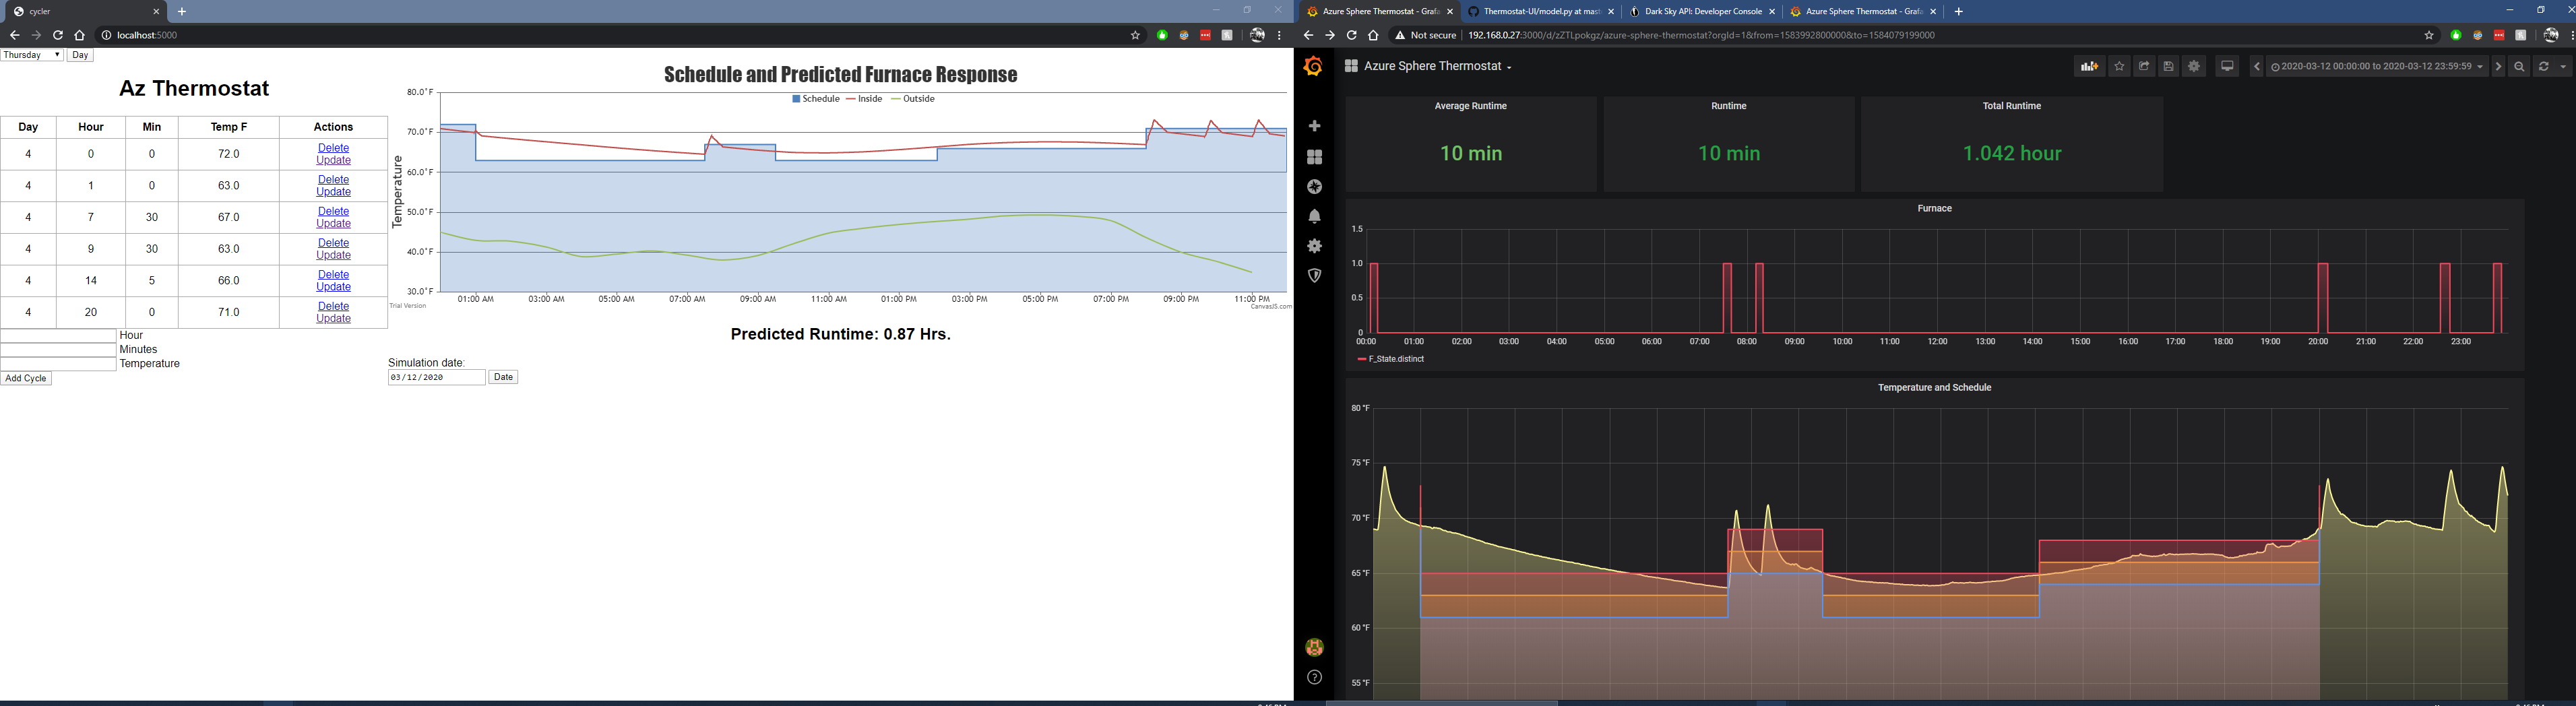 cycler
localhost:5000
Thursday Day
Az Thermostat
Day Hour Min Temp F Actions
4 0 0 72.0 Delete Update
4 1 0 63.0 Delete Update
4 7 30 67.0 Delete Update
4 9 30 63.0 Delete Update
4 14 5 66.0 Delete Update
4 20 0 71.0 Delete Update
Hour
Minutes
Temperature
Add Cycle
Schedule and Predicted Furnace Response
Schedule Inside Outside
Temperature
80.0°F
70.0°F
60.0°F
50.0°F
40.0°F
30.0°F
01:00 AM 03:00 AM 05:00 AM 07:00 AM 09:00 AM 11:00 AM 01:00 PM 03:00 PM 05:00 PM 07:00 PM 09:00 PM 11:00 PM
Trial Version CanvasJS.com
Predicted Runtime: 0.87 Hrs.
Simulation date:
03/12/2020 Date
Azure Sphere Thermostat - Grafa Thermostat-UI/model.py at mast Dark Sky API: Developer Console Azure Sphere Thermostat - Grafa
Not secure 192.168.0.27:3000/d/zZTLpokgz/azure-sphere-thermostat?orgId=1&from=1583992800000&to=1584079199000
Azure Sphere Thermostat 2020-03-12 00:00:00 to 2020-03-12 23:59:59
Average Runtime Runtime Total Runtime
10 min 10 min 1.042 hour
Furnace
1.5
1.0
0.5
0
00:00 01:00 02:00 03:00 04:00 05:00 06:00 07:00 08:00 09:00 10:00 11:00 12:00 13:00 14:00 15:00 16:00 17:00 18:00 19:00 20:00 21:00 22:00 23:00
F_State.distinct
Temperature and Schedule
80 °F
75 °F
70 °F
65 °F
60 °F
55 °F